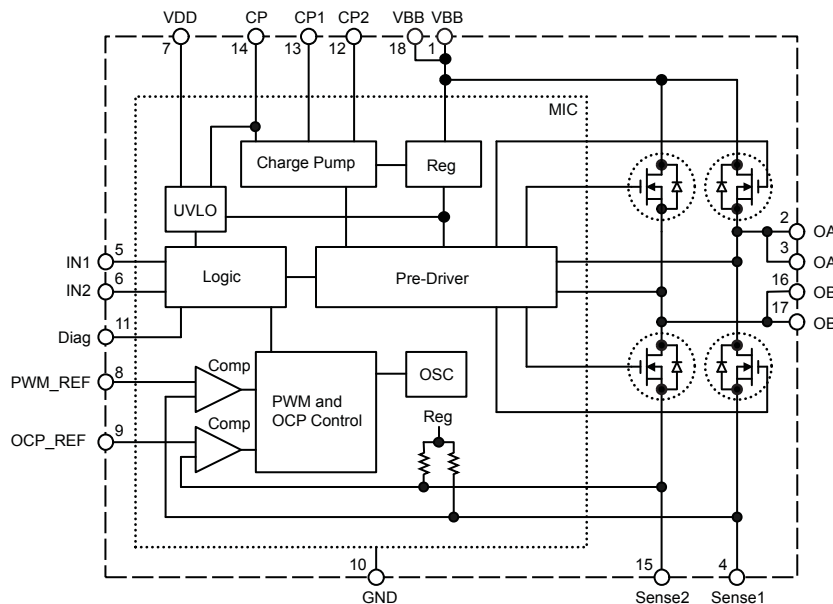 VDD CP CP1 CP2 VBB VBB
7 14 13 12 18 1
MIC
Charge Pump
Reg
UVLO
2
OA
5
IN1
3
OA
Logic
Pre-Driver
6
IN2
16
OB
17
OB
11
Diag
Comp
OSC
8
PWM_REF
PWM and
OCP Control
Reg
Comp
9
OCP_REF
10 15 4
GND Sense2 Sense1